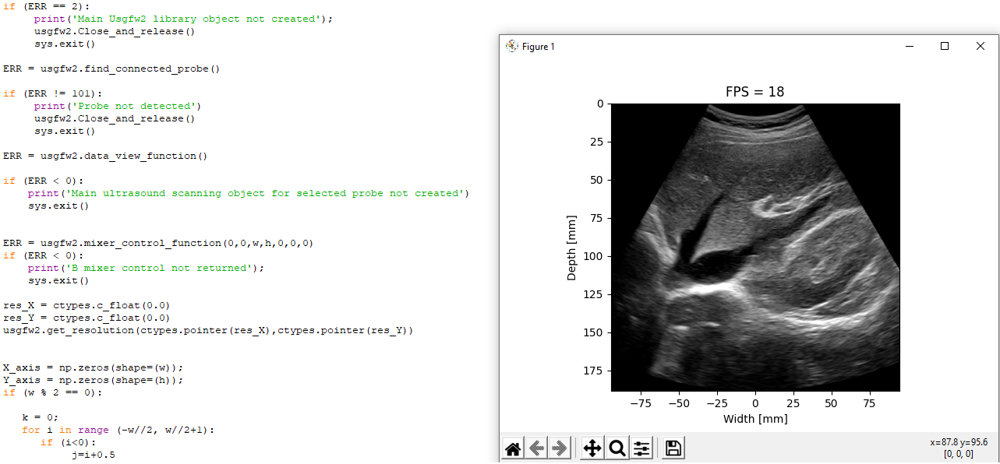 if (ERR == 2):
     print('Main Usgfw2 library object not created');
     usgfw2.Close_and_release()
     sys.exit()
ERR = usgfw2.find_connected_probe()
if (ERR != 101):
     print('Probe not detected')
     usgfw2.Close_and_release()
     sys.exit()
ERR = usgfw2.data_view_function()
if (ERR < 0):
    print('Main ultrasound scanning object for selected probe not created')
    sys.exit()
ERR = usgfw2.mixer_control_function(0,0,w,h,0,0,0)
if (ERR < 0):
    print('B mixer control not returned');
    sys.exit()
res_X = ctypes.c_float(0.0)
res_Y = ctypes.c_float(0.0)
usgfw2.get_resolution(ctypes.pointer(res_X),ctypes.pointer(res_Y))
X_axis = np.zeros(shape=(w));
Y_axis = np.zeros(shape=(h));
if (w % 2 == 0):
   k = 0;
   for i in range (-w//2, w//2+1):
      if (i<0):
           j=i+0.5
Figure 1
FPS = 18
0
25
50
75
100
125
150
175
Depth [mm]
−75 −50 −25 0 25 50 75
Width [mm]
x=87.8 y=95.6
[0, 0, 0]